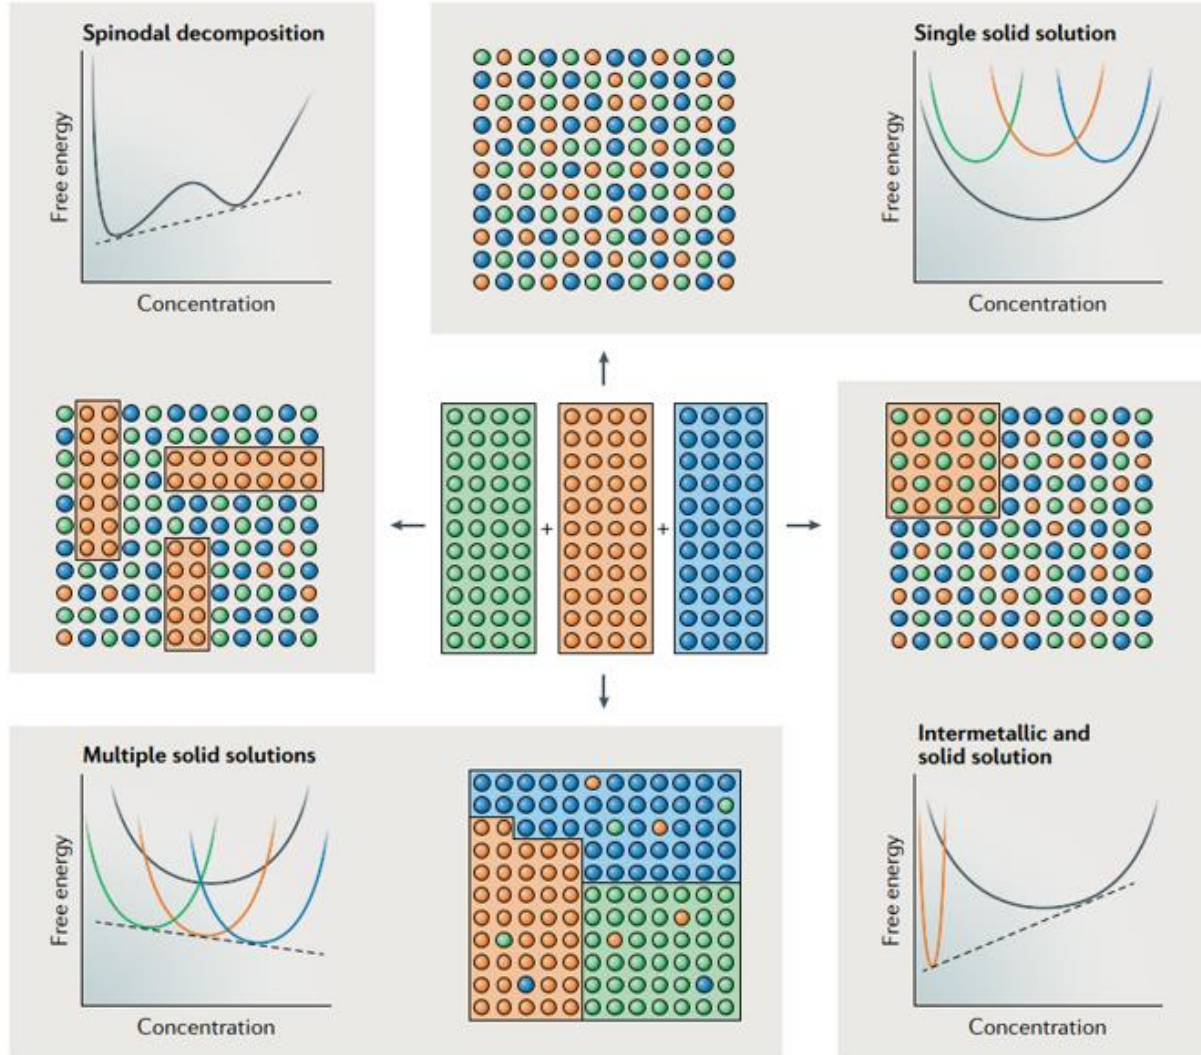 Spinodal decomposition
Free energy
Concentration
Single solid solution
Free energy
Concentration
+
+
Multiple solid solutions
Free energy
Concentration
Intermetallic and
solid solution
Free energy
Concentration